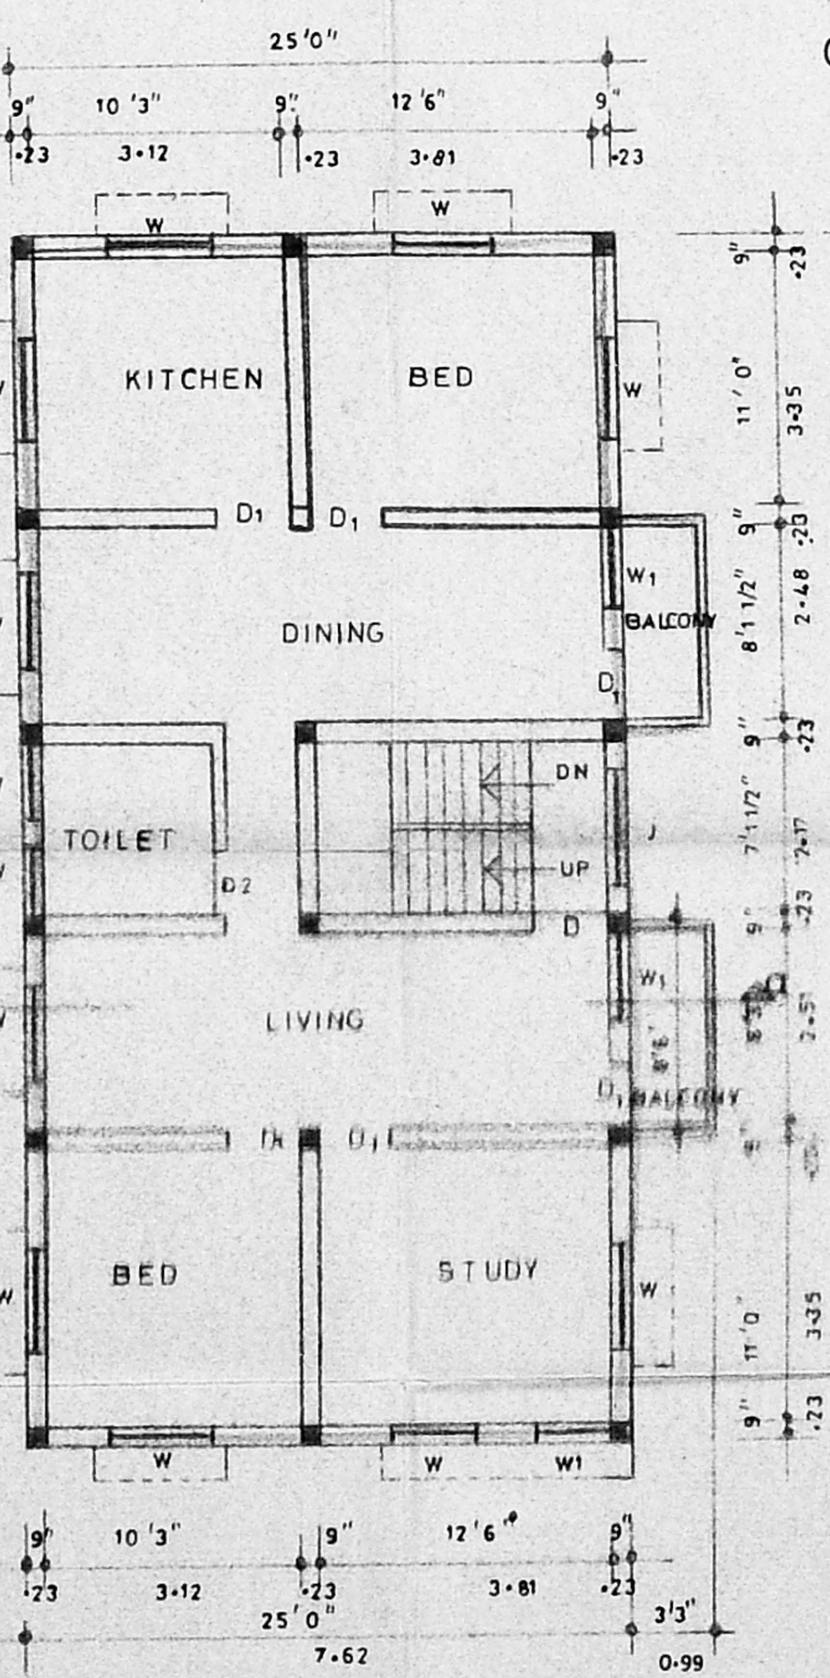 25'0"
9" 10'3" 9" 12'6" 9"
.23 3.12 .23 3.81 .23
W W
9" .23
KITCHEN BED W
11'0" 3.35
D1 D1
9" .23
W1
8'1 1/2" 2.48
DINING BALCONY
D1
9" .23
DN
7'1 1/2" 2.17
TOILET
UP
D2
D
9" .23
W1
LIVING
8'3"
D1 BALCONY
D1
BED STUDY W
W
11'0" 3.35
9" .23
W W W1
9" 10'3" 9" 12'6" 9"
.23 3.12 .23 3.81 .23
25'0" 3'3"
7.62 0.99